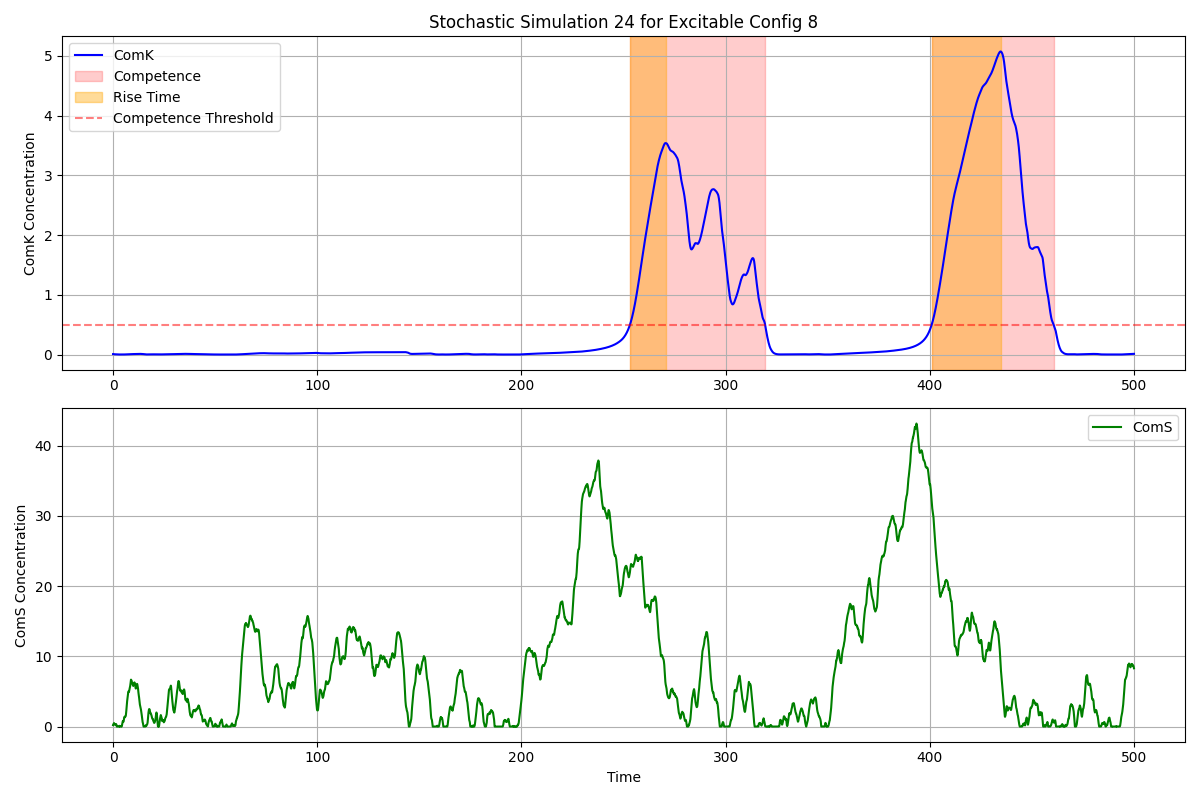 Stochastic Simulation 24 for Excitable Config 8
ComK Concentration
5
4
3
2
1
0
ComK
Competence
Rise Time
Competence Threshold
0 100 200 300 400 500
ComS Concentration
40
30
20
10
0
ComS
0 100 200 300 400 500
Time